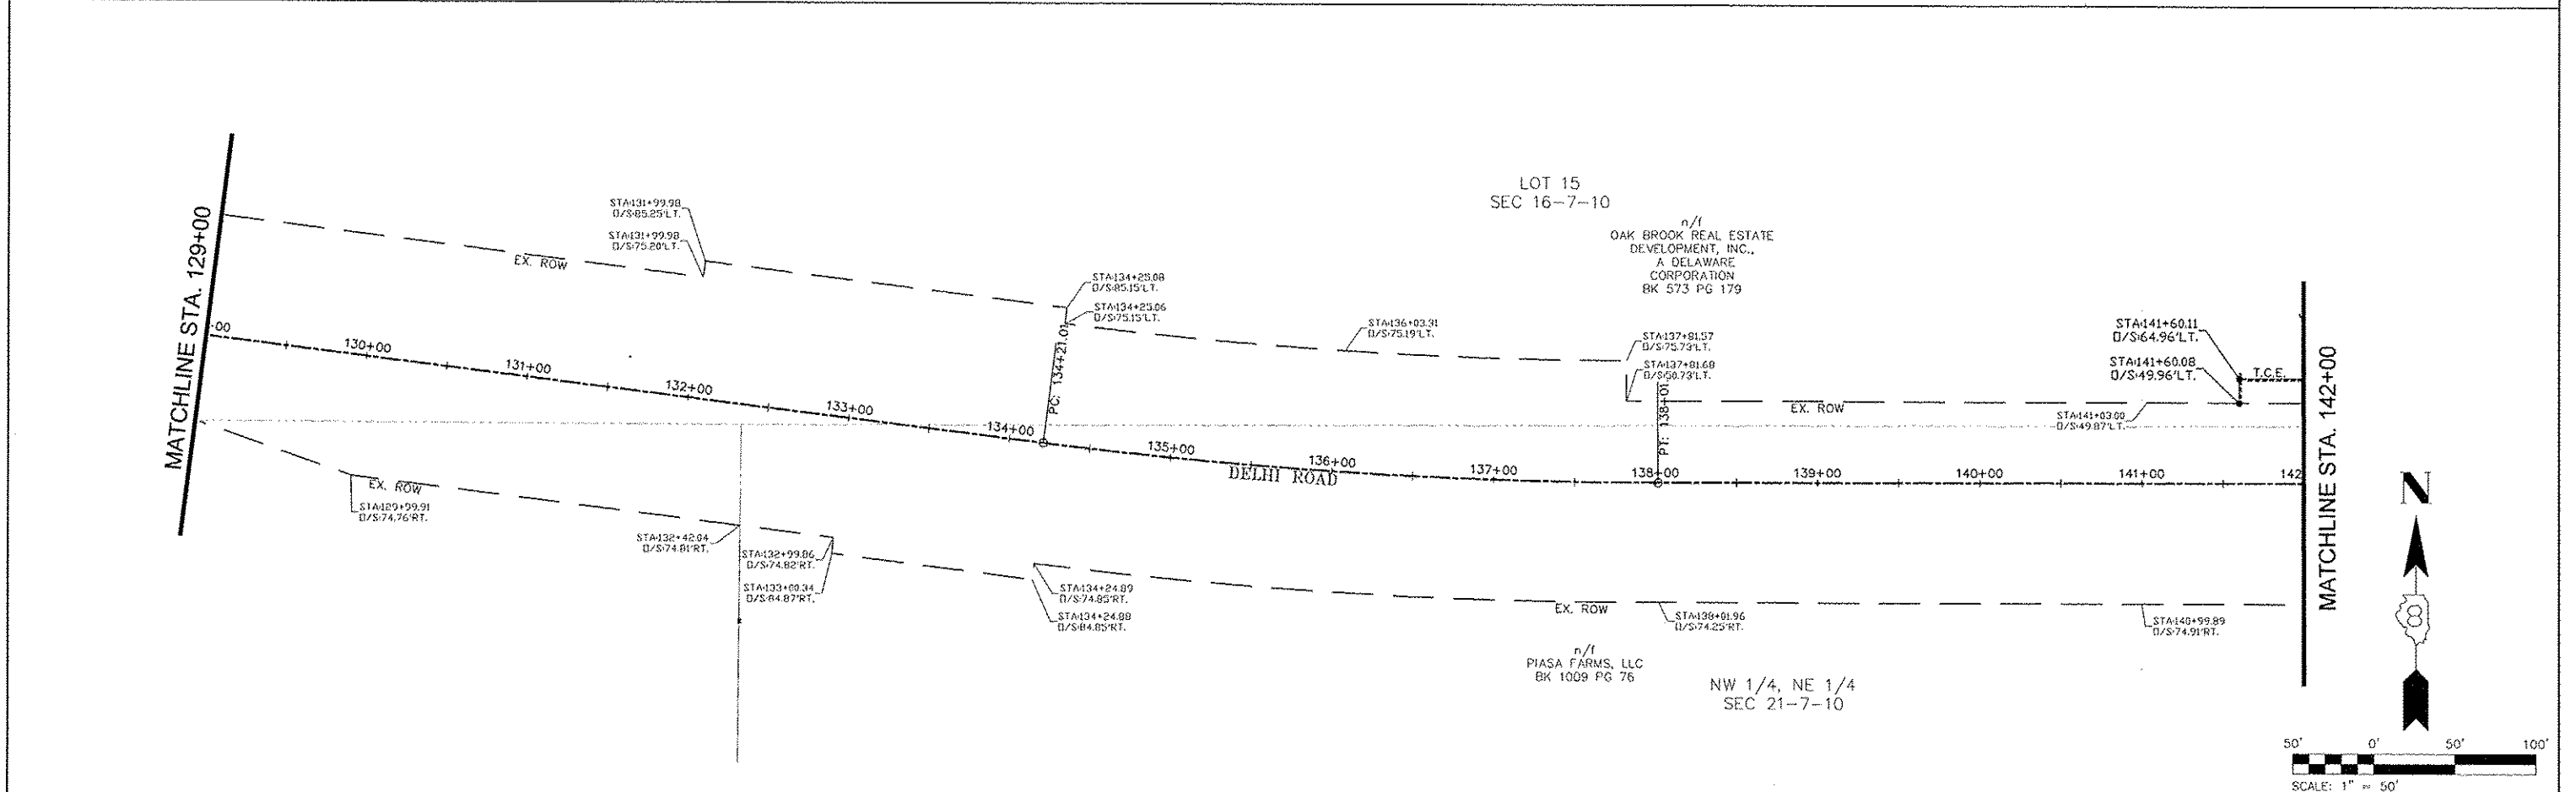 LOT 15
SEC 16-7-10
n/f
OAK BROOK REAL ESTATE
DEVELOPMENT, INC.,
A DELAWARE
CORPORATION
BK 573 PG 179
MATCHLINE STA. 129+00
STA:131+99.98
O/S:85.25'LT.
STA:131+99.98
O/S:75.20'LT.
EX. ROW
STA:134+25.08
O/S:85.15'LT.
STA:134+25.06
O/S:75.15'LT.
PC: 134+21.01
STA:136+03.31
O/S:75.19'LT.
STA:137+81.57
O/S:75.73'LT.
STA:137+81.68
O/S:50.73'LT.
PT: 138+01.
EX. ROW
STA:141+60.11
O/S:64.96'LT.
STA:141+60.08
O/S:49.96'LT.
T.C.E.
STA:141+03.00
O/S:49.87'LT.
MATCHLINE STA. 142+00
+00
130+00
131+00
132+00
133+00
134+00
135+00
136+00
137+00
138+00
139+00
140+00
141+00
142
DELHI ROAD
EX. ROW
STA:129+99.91
O/S:74.76'RT.
STA:132+42.04
O/S:74.81'RT.
STA:132+99.86
O/S:74.82'RT.
STA:133+00.34
O/S:84.87'RT.
STA:134+24.89
O/S:74.85'RT.
STA:134+24.88
O/S:84.85'RT.
EX. ROW
STA:138+01.96
O/S:74.25'RT.
STA:140+99.89
O/S:74.91'RT.
n/f
PIASA FARMS, LLC
BK 1009 PG 76
NW 1/4, NE 1/4
SEC 21-7-10
N
8
50' 0' 50' 100'
SCALE: 1" = 50'